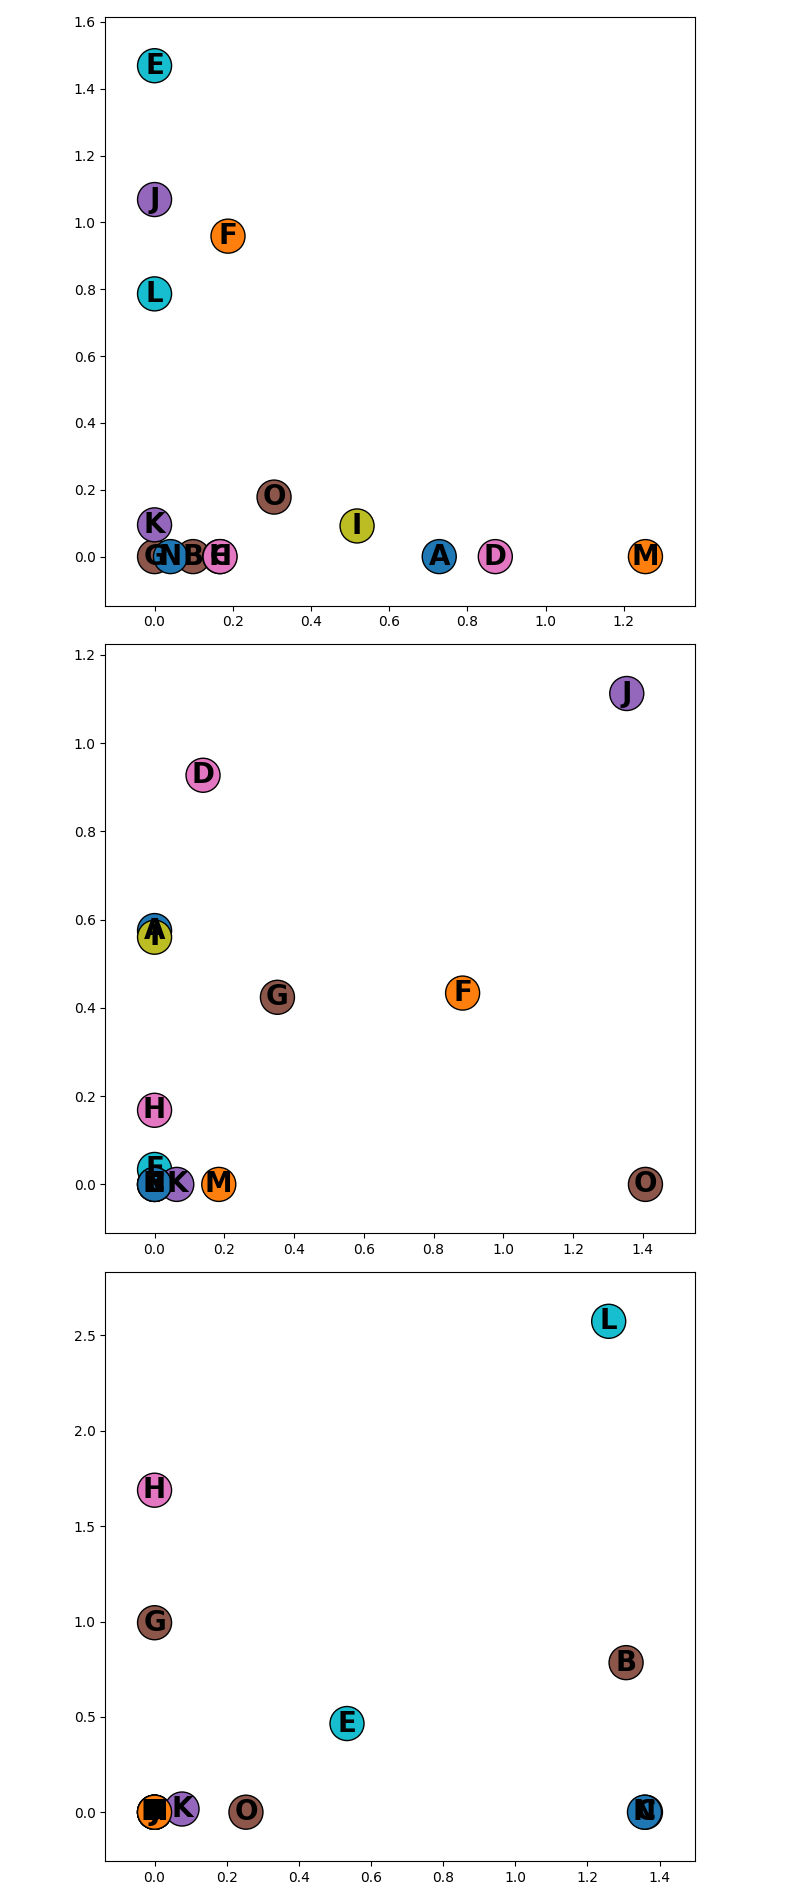 1.6
E
1.4
1.2
J
1.0
F
0.8
L
0.6
0.4
0.2
O
K
I
0.0
G N B H A D M
0.0 0.2 0.4 0.6 0.8 1.0 1.2
1.2
J
1.0
D
0.8
0.6
A
I
0.4
G F
0.2
H
E
0.0
K M O
0.0 0.2 0.4 0.6 0.8 1.0 1.2 1.4
2.5
L
2.0
H
1.5
1.0
G
B
0.5
E
0.0
K O N C
0.0 0.2 0.4 0.6 0.8 1.0 1.2 1.4